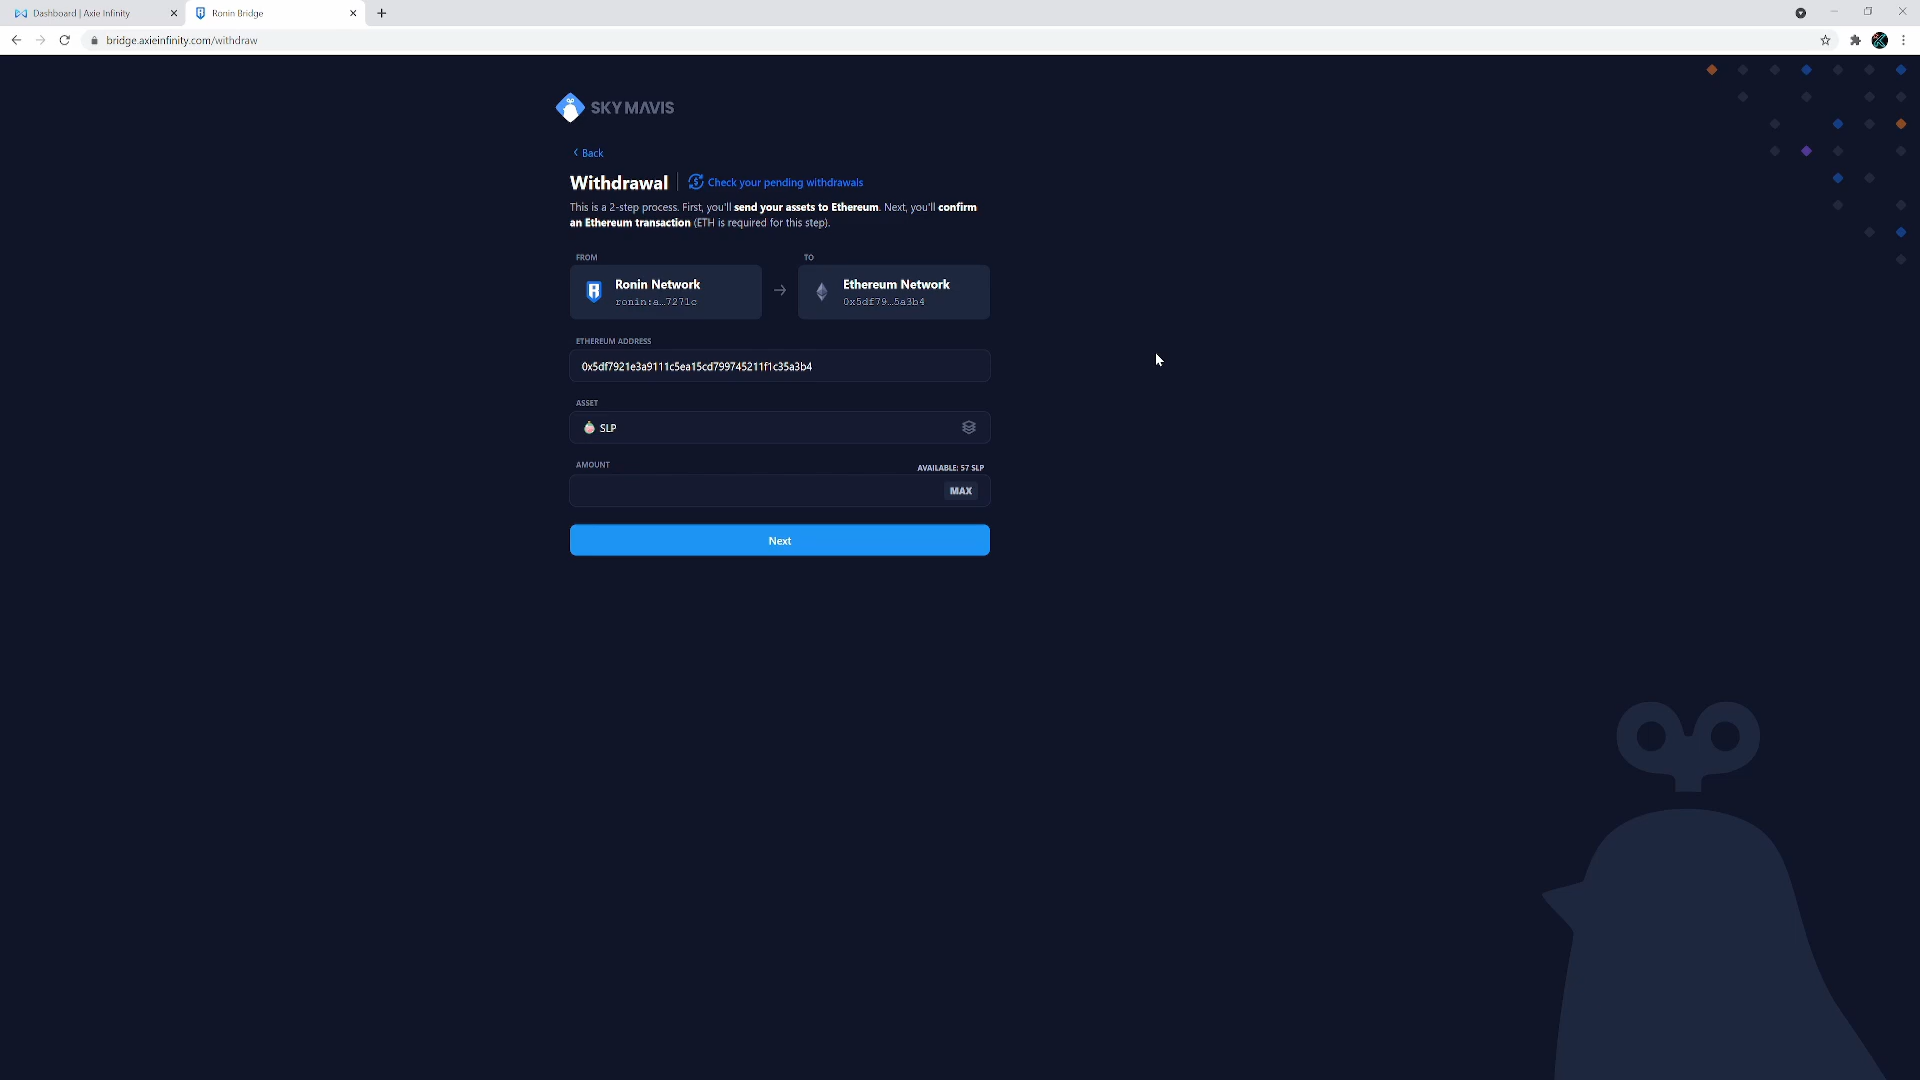 Dashboard | Axie Infinity
Ronin Bridge
bridge.axieinfinity.com/withdraw
SKY MAVIS
Back
Withdrawal
Check your pending withdrawals
This is a 2-step process. First, you'll send your assets to Ethereum. Next, you'll confirm
an Ethereum transaction (ETH is required for this step).
FROM
TO
Ronin Network
ronin:a...7271c
Ethereum Network
0x5df79...5a3b4
ETHEREUM ADDRESS
0x5df7921e3a9111c5ea15cd799745211f1c35a3b4
ASSET
SLP
AMOUNT
AVAILABLE: 57 SLP
MAX
Next